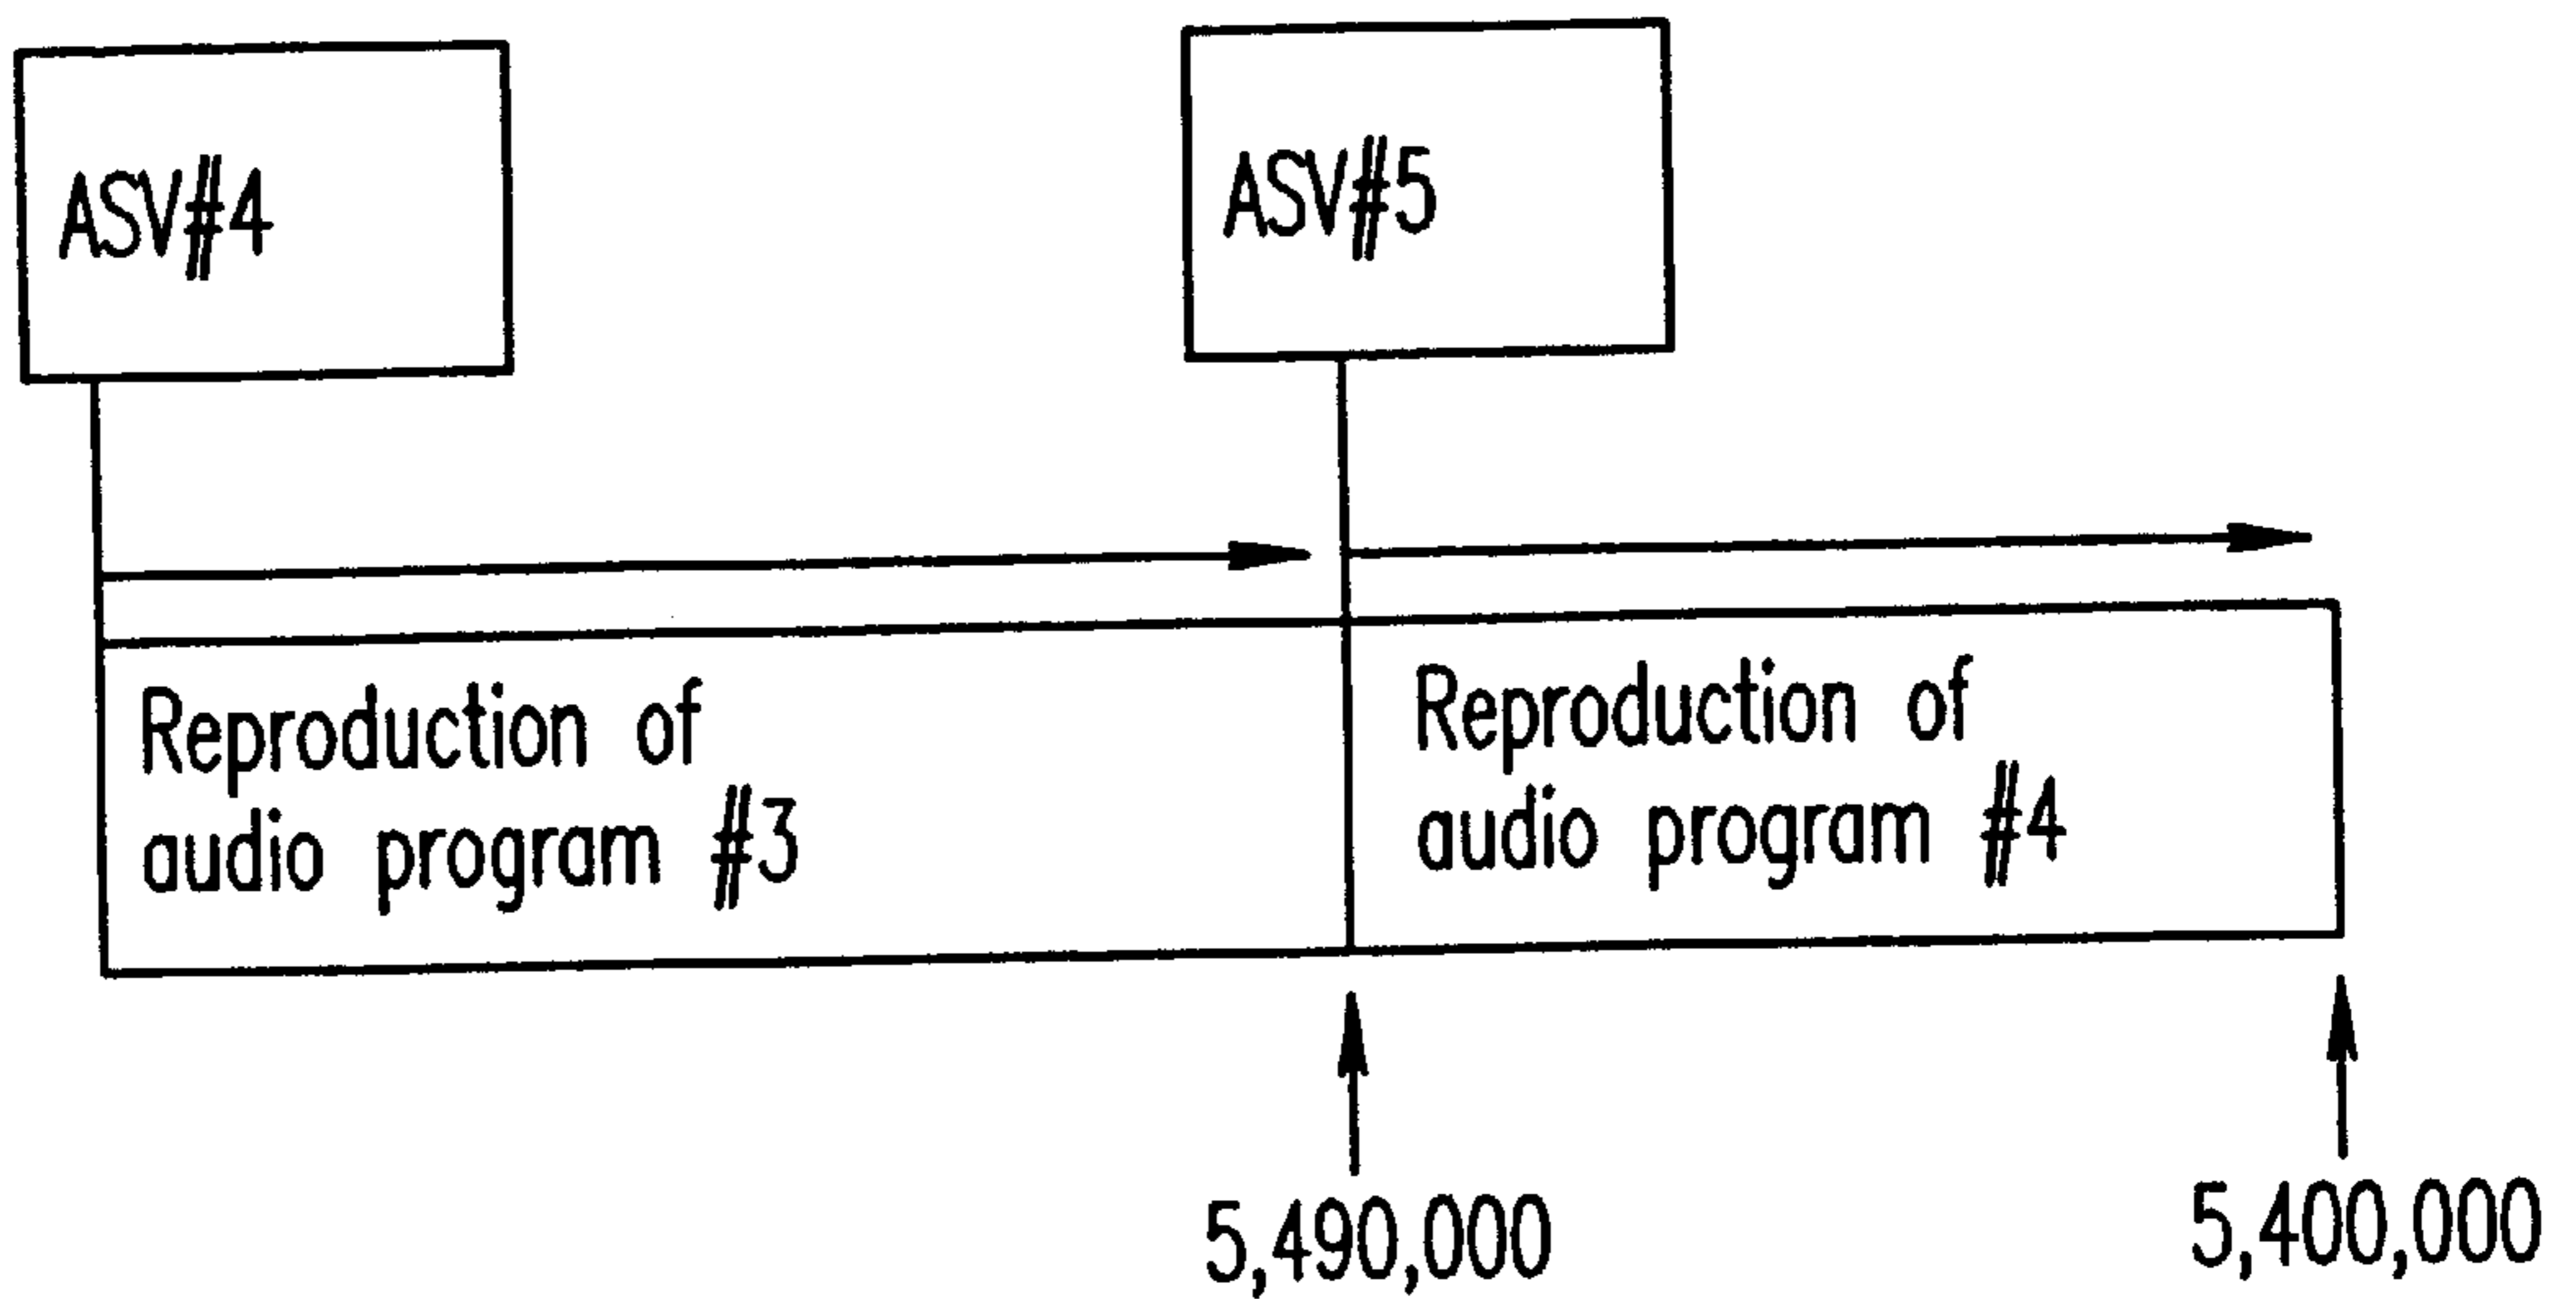 ASV#4
ASV#5
Reproduction of
audio program #3
Reproduction of
audio program #4
5,490,000
5,400,000